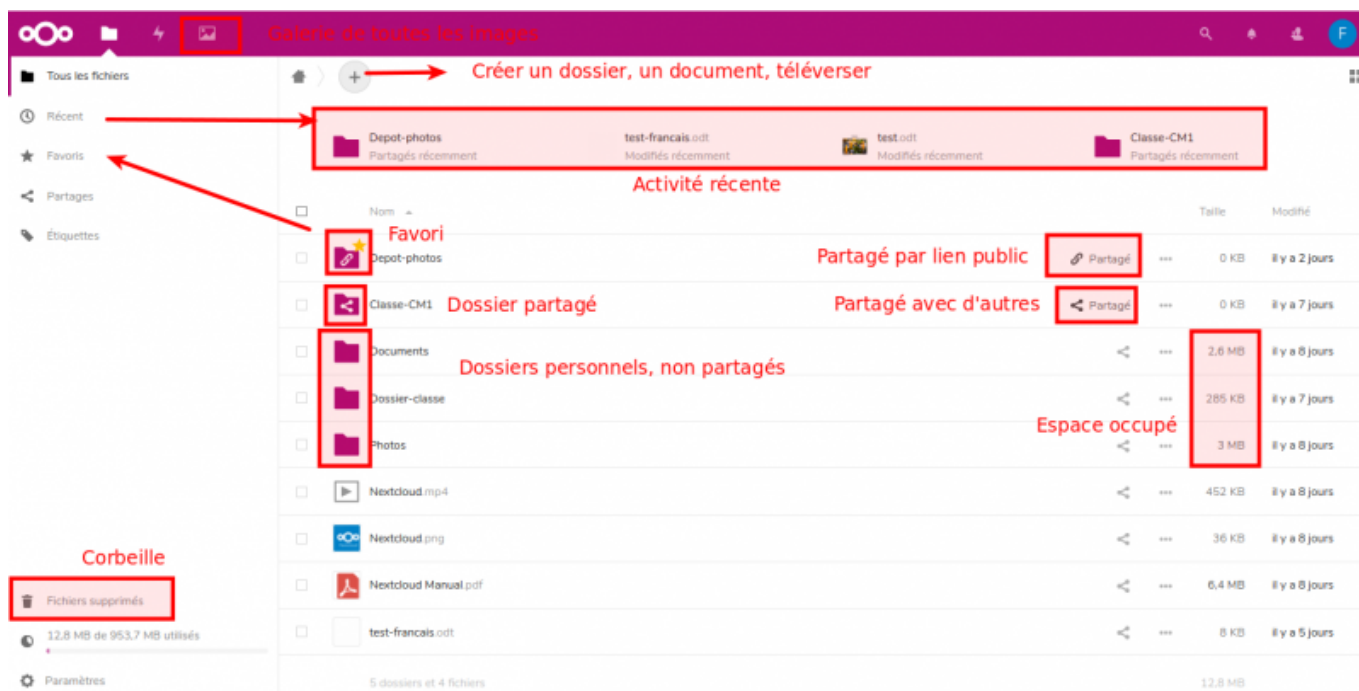 Galerie de toutes les images
F
Tous les fichiers
Créer un dossier, un document, téléverser
Récent
Depot-photos
Partagés récemment
test-francais.odt
Modifiés récemment
test.odt
Modifiés récemment
Classe-CM1
Partagés récemment
Favoris
Activité récente
Partages
Étiquettes
Nom
Taille
Modifié
Favori
Depot-photos
Partagé par lien public
Partagé
0 KB
il y a 2 jours
Classe-CM1
Dossier partagé
Partagé avec d'autres
Partagé
0 KB
il y a 7 jours
Documents
2,6 MB
il y a 8 jours
Dossiers personnels, non partagés
Dossier-classe
285 KB
il y a 7 jours
Espace occupé
Photos
3 MB
il y a 8 jours
Nextcloud.mp4
452 KB
il y a 8 jours
Nextcloud.png
36 KB
il y a 8 jours
Corbeille
Fichiers supprimés
Nextcloud Manual.pdf
6,4 MB
il y a 8 jours
12,8 MB de 953,7 MB utilisés
test-francais.odt
8 KB
il y a 5 jours
Paramètres
5 dossiers et 4 fichiers
12,8 MB